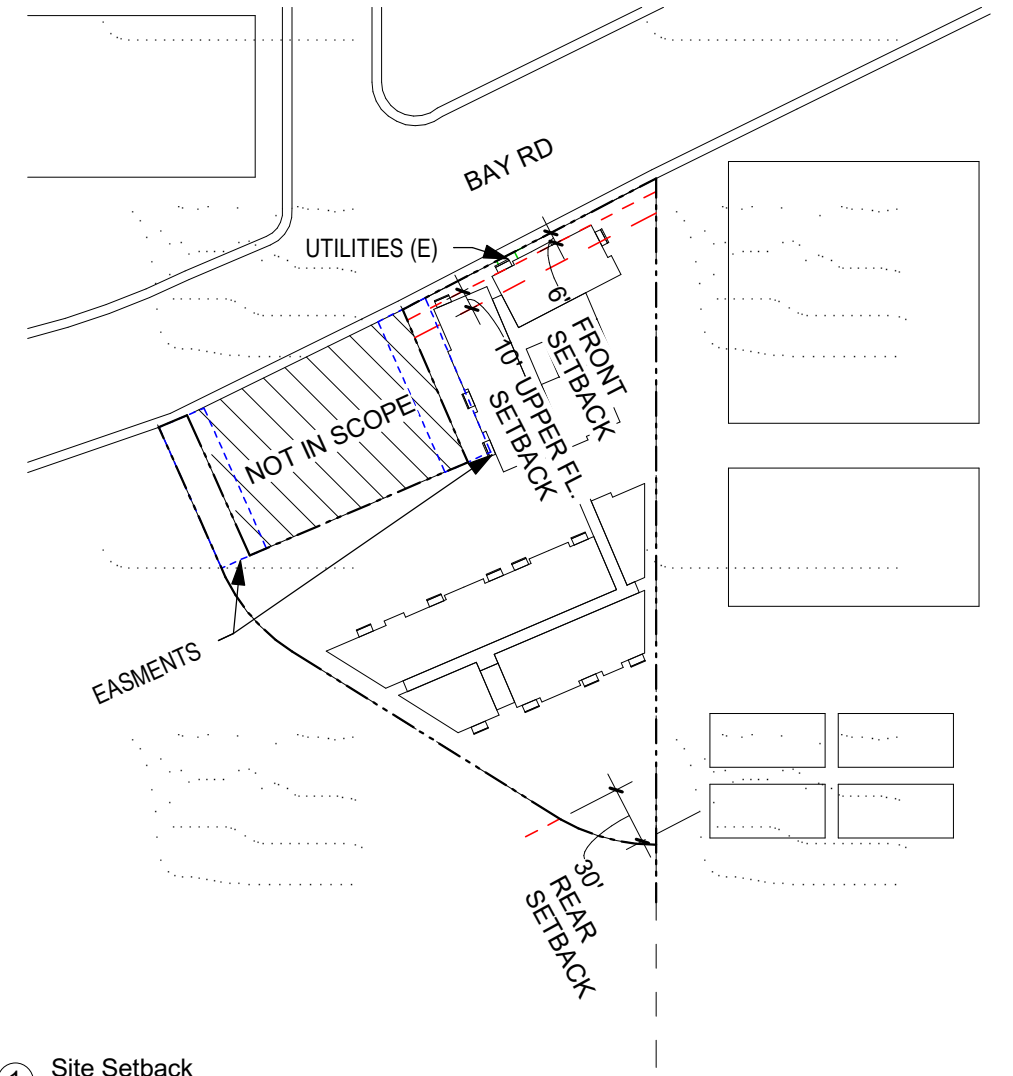 BAY RD
UTILITIES (E)
6'
FRONT
SETBACK
10' UPPER FL.
SETBACK
NOT IN SCOPE
EASMENTS
30'
REAR
SETBACK
1
Site Setback